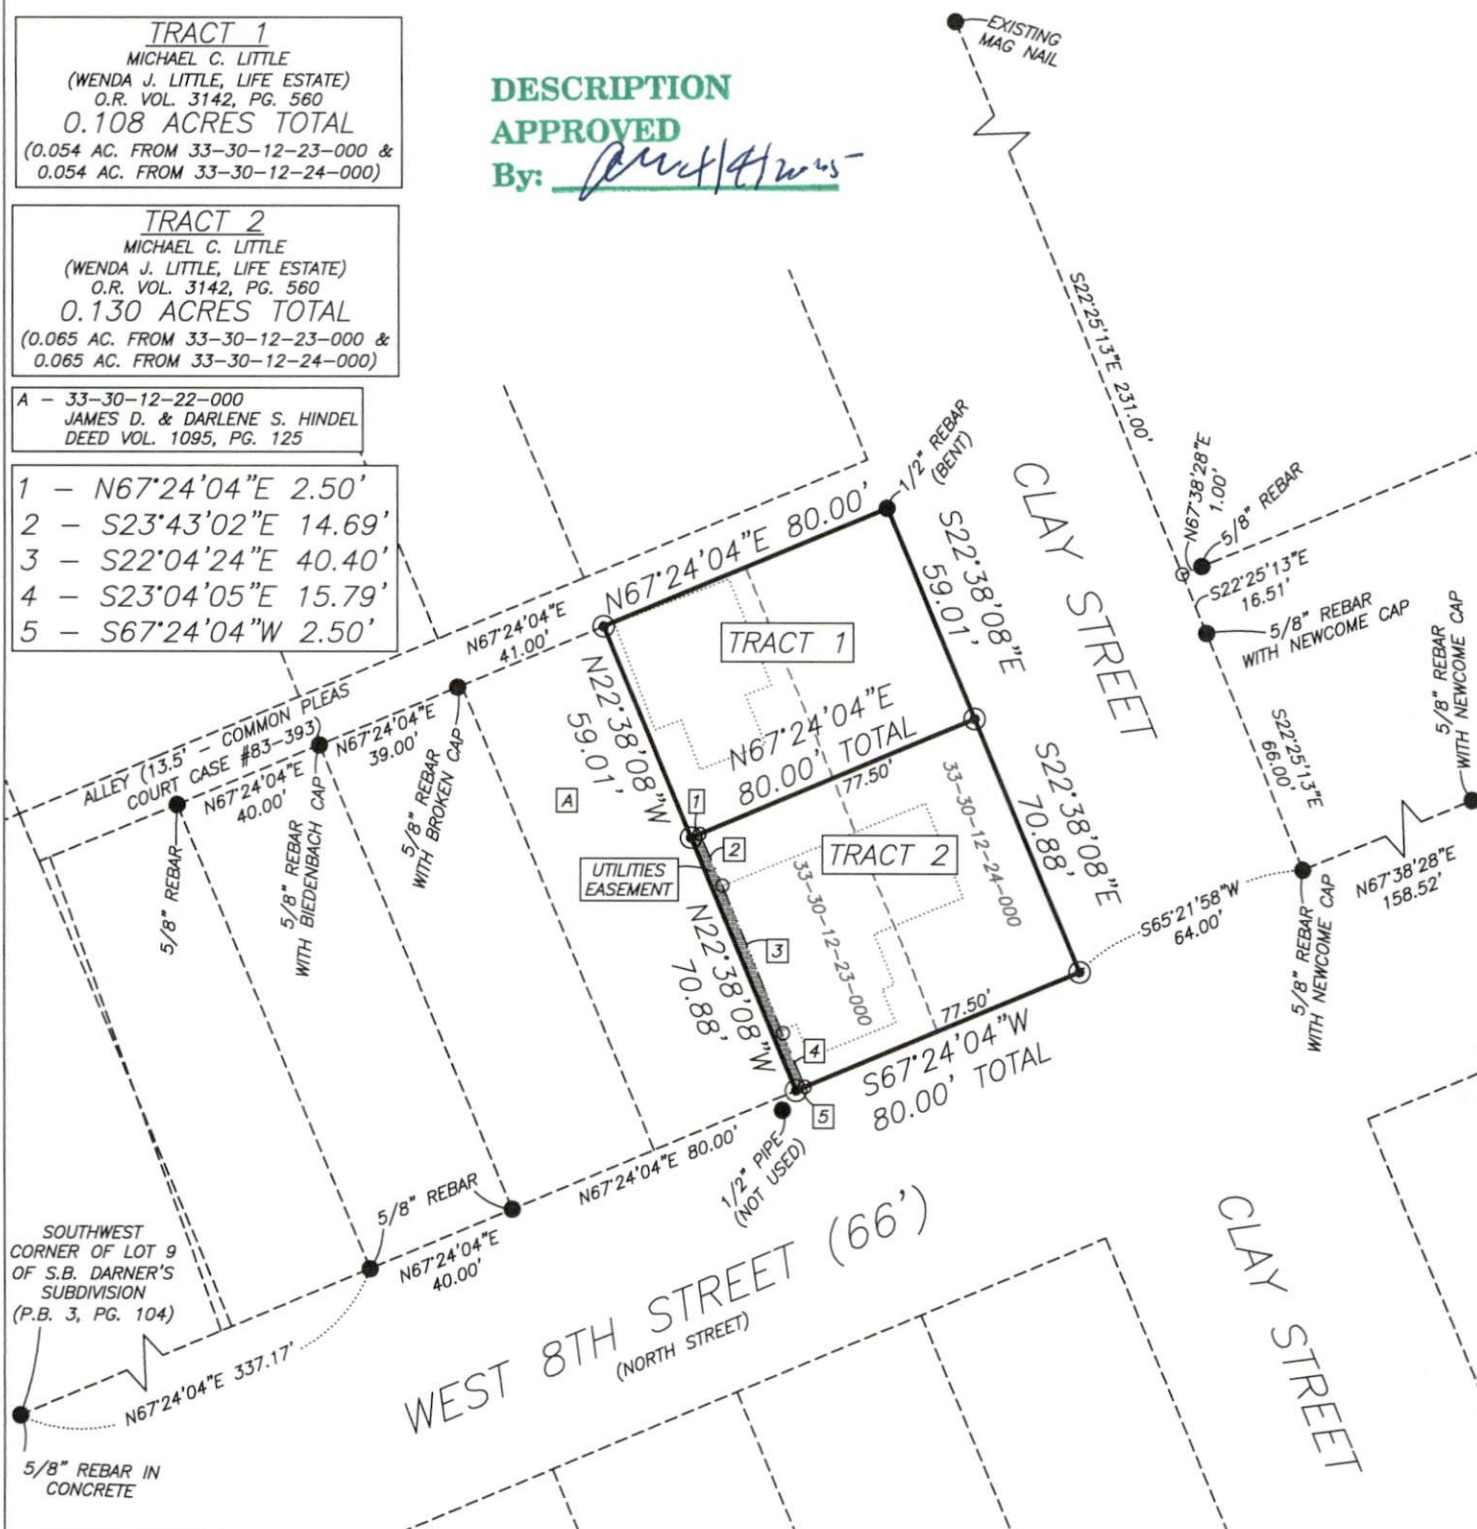 TRACT 1
MICHAEL C. LITTLE
(WENDA J. LITTLE, LIFE ESTATE)
O.R. VOL. 3142, PG. 560
0.108 ACRES TOTAL
(0.054 AC. FROM 33-30-12-23-000 &
0.054 AC. FROM 33-30-12-24-000)
TRACT 2
MICHAEL C. LITTLE
(WENDA J. LITTLE, LIFE ESTATE)
O.R. VOL. 3142, PG. 560
0.130 ACRES TOTAL
(0.065 AC. FROM 33-30-12-23-000 &
0.065 AC. FROM 33-30-12-24-000)
A - 33-30-12-22-000
JAMES D. & DARLENE S. HINDEL
DEED VOL. 1095, PG. 125
1 - N67°24'04"E 2.50'
2 - S23°43'02"E 14.69'
3 - S22°04'24"E 40.40'
4 - S23°04'05"E 15.79'
5 - S67°24'04"W 2.50'
DESCRIPTION
APPROVED
By:
EXISTING
MAG NAIL
S22°25'13"E 231.00'
1/2" REBAR
(BENT)
CLAY STREET
N67°38'28"E
1.00'
5/8" REBAR
S22°25'13"E
16.51'
5/8" REBAR
WITH NEWCOME CAP
5/8" REBAR
WITH NEWCOME CAP
S22°25'13"E
66.00'
N67°38'28"E
158.52'
5/8" REBAR
WITH NEWCOME CAP
S65°21'58"W
64.00'
N67°24'04"E 80.00'
S22°38'08"E
59.01'
TRACT 1
N22°38'08"W
59.01'
N67°24'04"E
80.00' TOTAL
77.50'
N67°24'04"E
41.00'
ALLEY (13.5' - COMMON PLEAS
COURT CASE #83-393)
N67°24'04"E
39.00'
N67°24'04"E
40.00'
5/8" REBAR
5/8" REBAR
WITH BIEDENBACH CAP
5/8" REBAR
WITH BROKEN CAP
A
1
2
UTILITIES
EASEMENT
TRACT 2
33-30-12-24-000
33-30-12-23-000
S22°38'08"E
70.88'
3
N22°38'08"W
70.88'
4
77.50'
S67°24'04"W
80.00' TOTAL
5
1/2" PIPE
(NOT USED)
N67°24'04"E 80.00'
5/8" REBAR
N67°24'04"E
40.00'
SOUTHWEST
CORNER OF LOT 9
OF S.B. DARNER'S
SUBDIVISION
(P.B. 3, PG. 104)
N67°24'04"E 337.17'
5/8" REBAR IN
CONCRETE
WEST 8TH STREET (66')
(NORTH STREET)
CLAY STREET